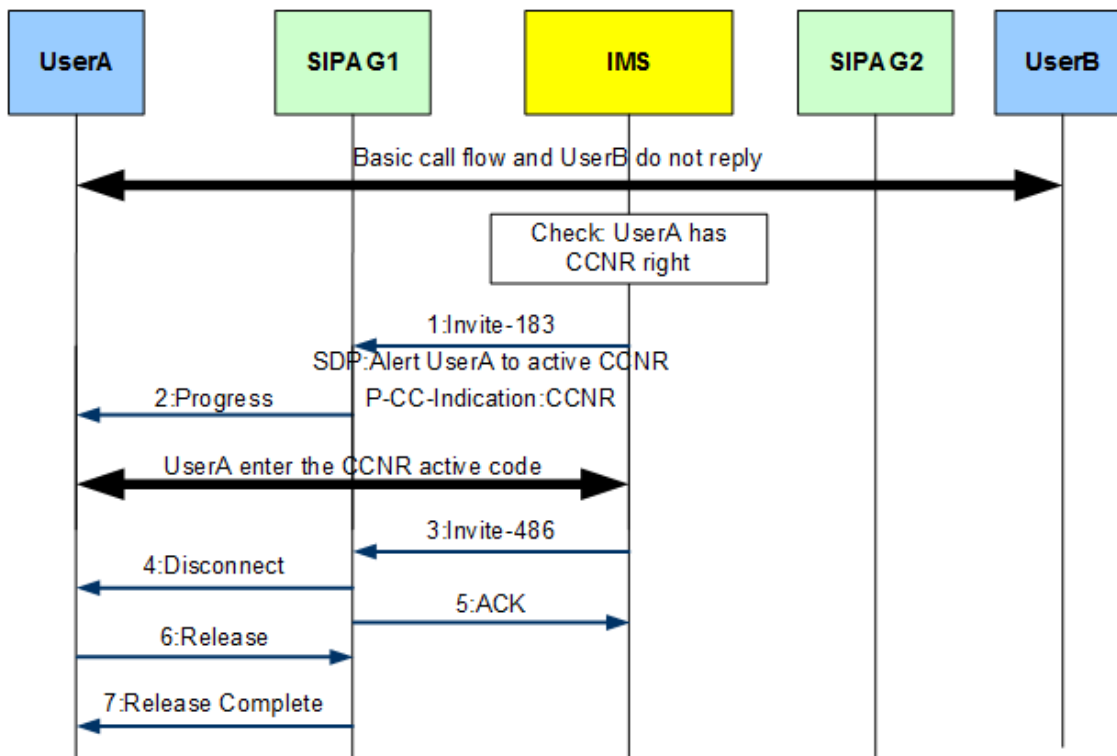 UserA
SIPAG1
IMS
SIPAG2
UserB
Basic call flow and UserB do not reply
Check: UserA has
CCNR right
1:Invite-183
SDP:Alert UserA to active CCNR
2:Progress
P-CC-Indication:CCNR
UserA enter the CCNR active code
3:Invite-486
4:Disconnect
5:ACK
6:Release
7:Release Complete